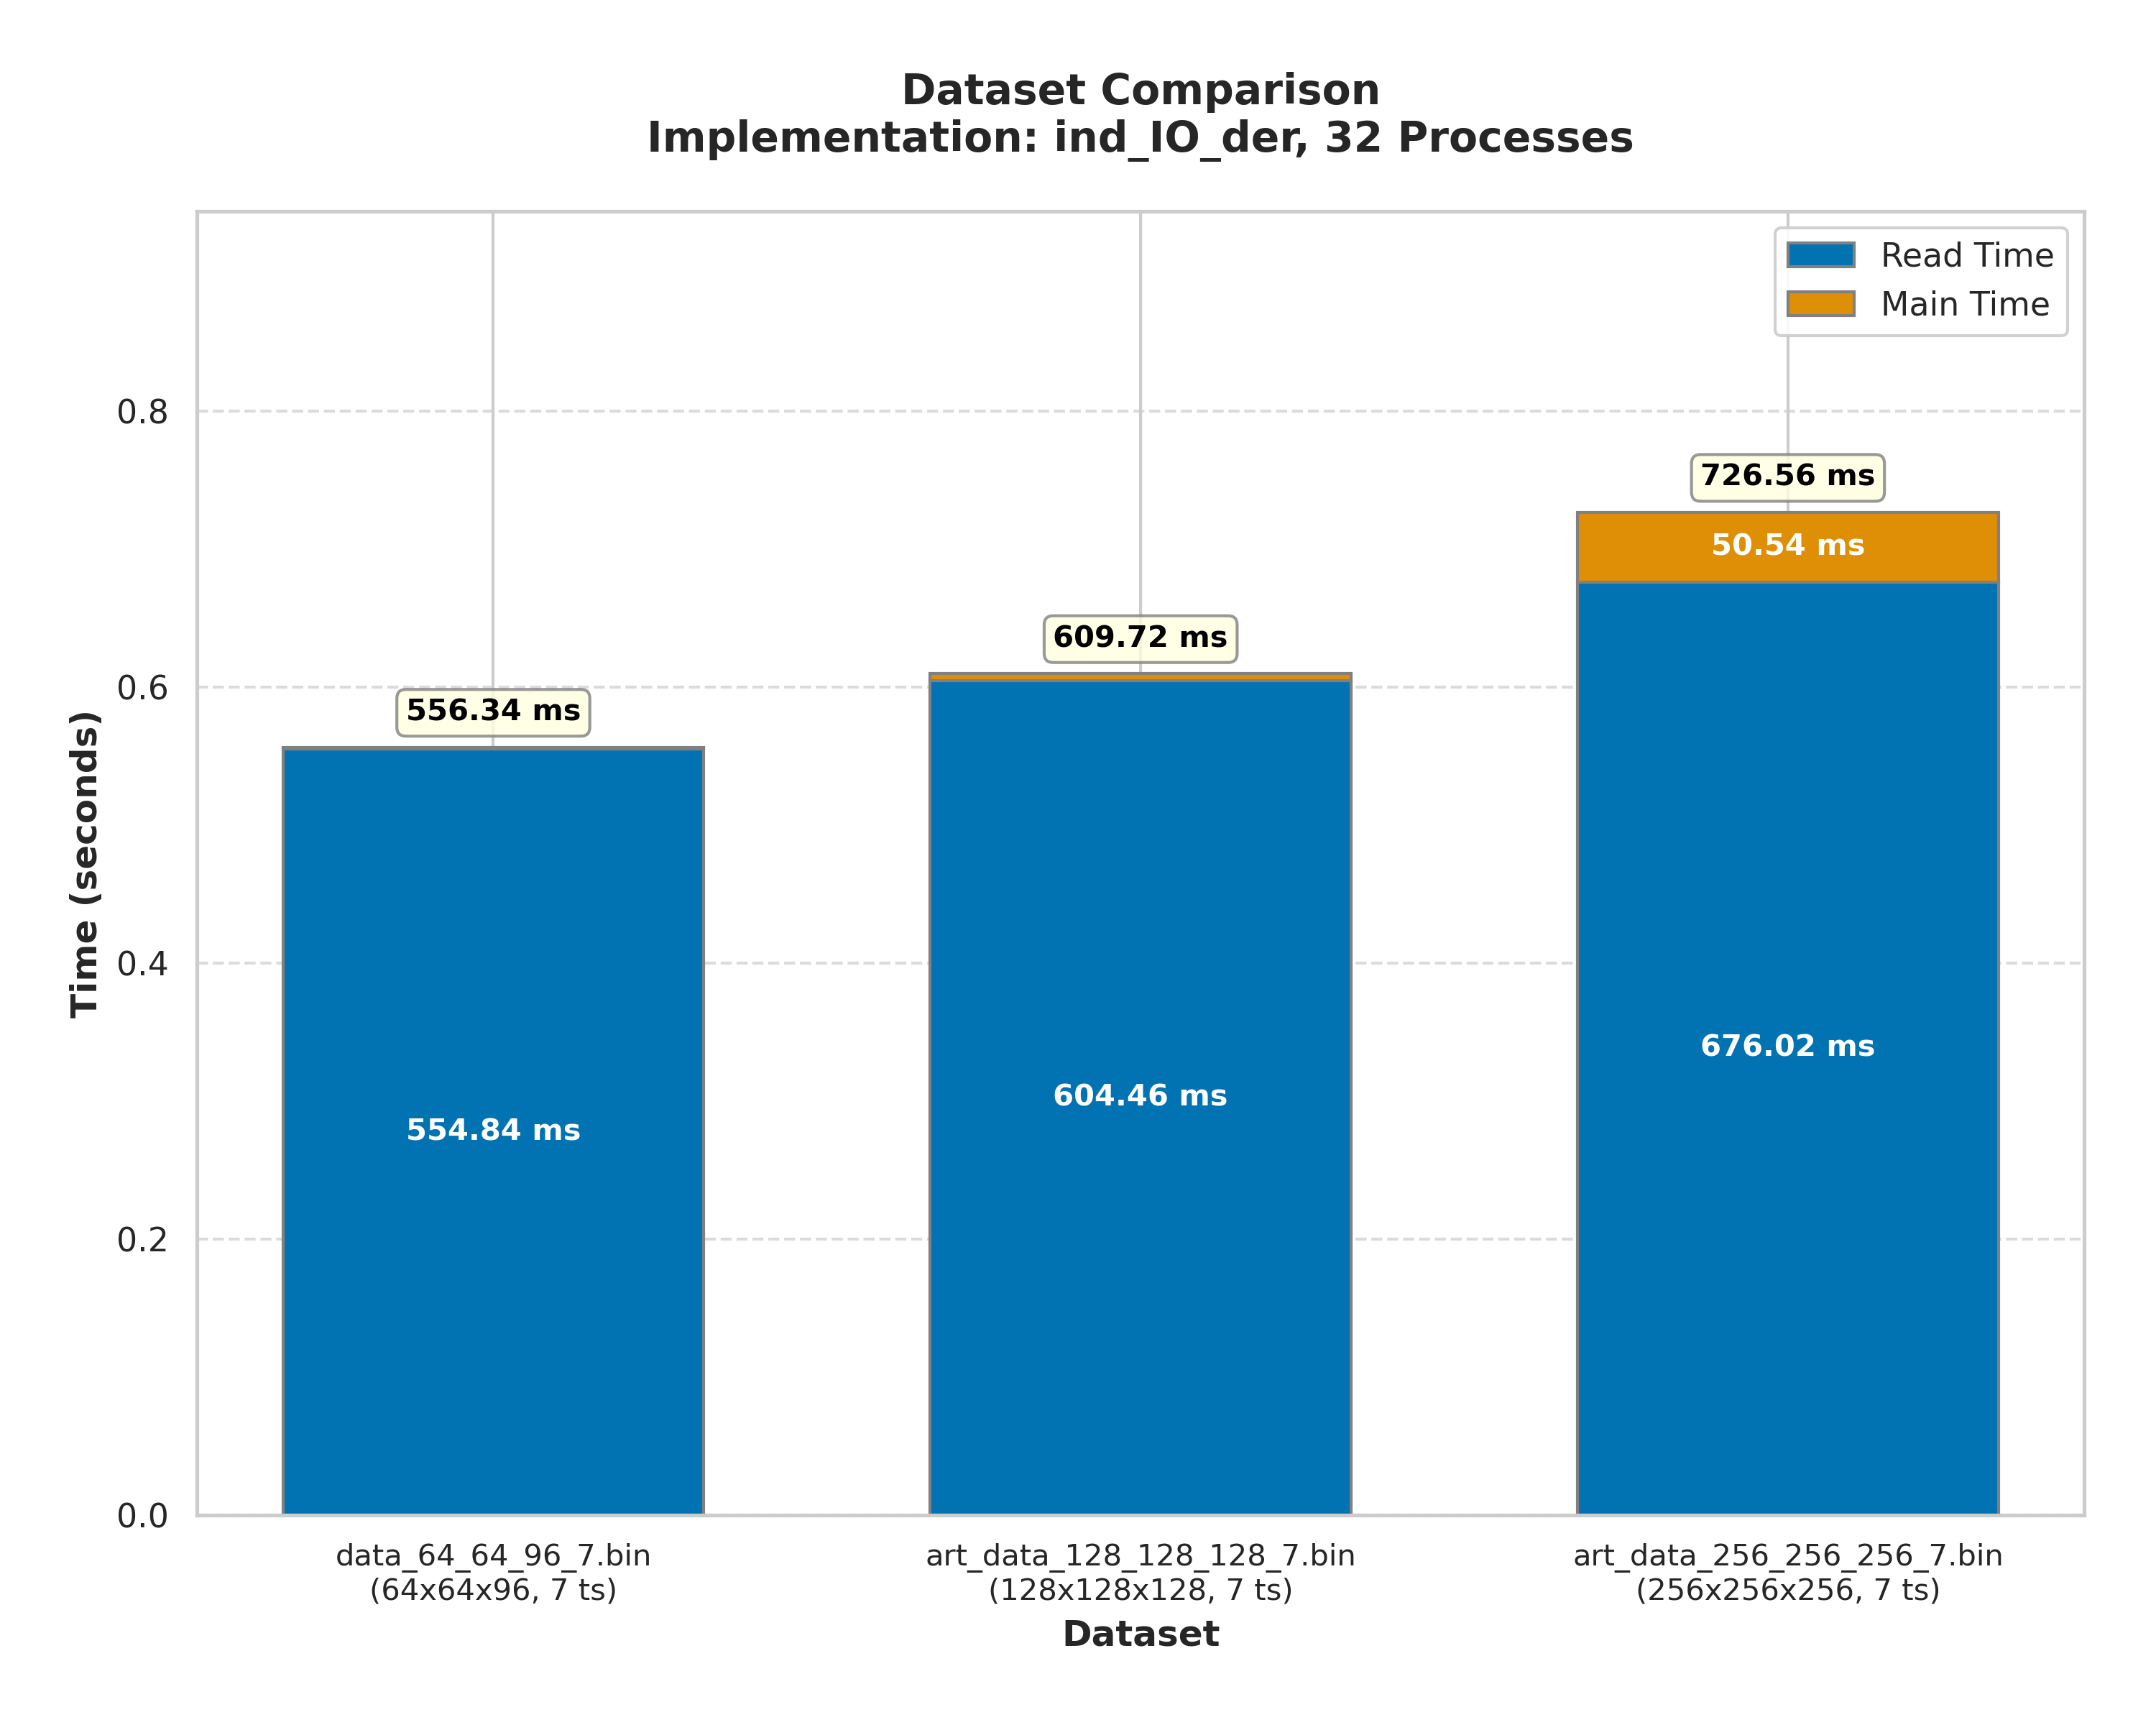 Dataset Comparison
Implementation: ind_IO_der, 32 Processes
Read Time
Main Time
Time (seconds)
0.8
0.6
0.4
0.2
0.0
556.34 ms
554.84 ms
609.72 ms
604.46 ms
726.56 ms
50.54 ms
676.02 ms
data_64_64_96_7.bin
(64x64x96, 7 ts)
art_data_128_128_128_7.bin
(128x128x128, 7 ts)
art_data_256_256_256_7.bin
(256x256x256, 7 ts)
Dataset